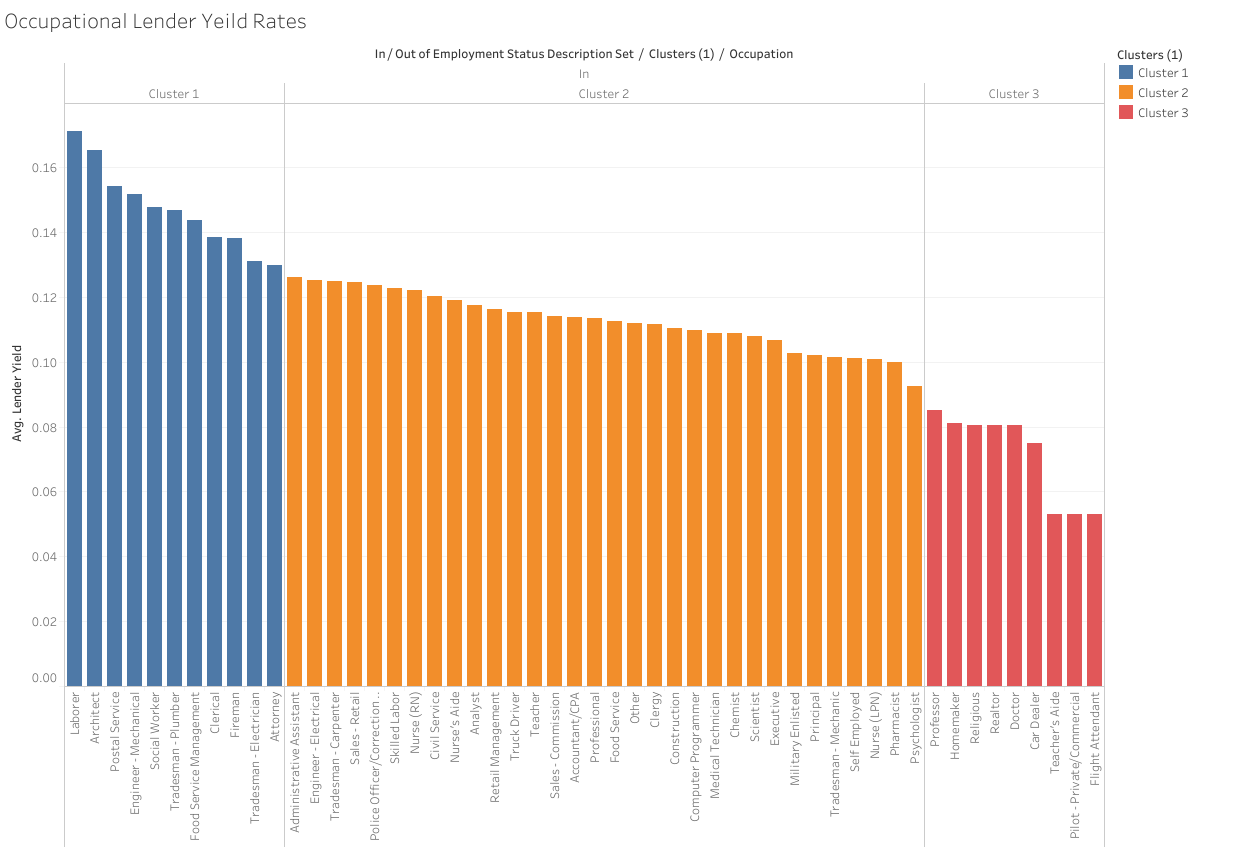 Occupational Lender Yeild Rates
In / Out of Employment Status Description Set / Clusters (1) / Occupation
In
Cluster 1
Cluster 2
Cluster 3
Clusters (1)
Cluster 1
Cluster 2
Cluster 3
Avg. Lender Yield
0.16
0.14
0.12
0.10
0.08
0.06
0.04
0.02
0.00
Laborer
Architect
Postal Service
Engineer - Mechanical
Social Worker
Tradesman - Plumber
Food Service Management
Clerical
Fireman
Tradesman - Electrician
Attorney
Administrative Assistant
Engineer - Electrical
Tradesman - Carpenter
Sales - Retail
Police Officer/Correction ..
Skilled Labor
Nurse (RN)
Civil Service
Nurse's Aide
Analyst
Retail Management
Truck Driver
Teacher
Sales - Commission
Accountant/CPA
Professional
Food Service
Other
Clergy
Construction
Computer Programmer
Medical Technician
Chemist
Scientist
Executive
Military Enlisted
Principal
Tradesman - Mechanic
Self Employed
Nurse (LPN)
Pharmacist
Psychologist
Professor
Homemaker
Religious
Realtor
Doctor
Car Dealer
Teacher's Aide
Pilot - Private/Commercial
Flight Attendant